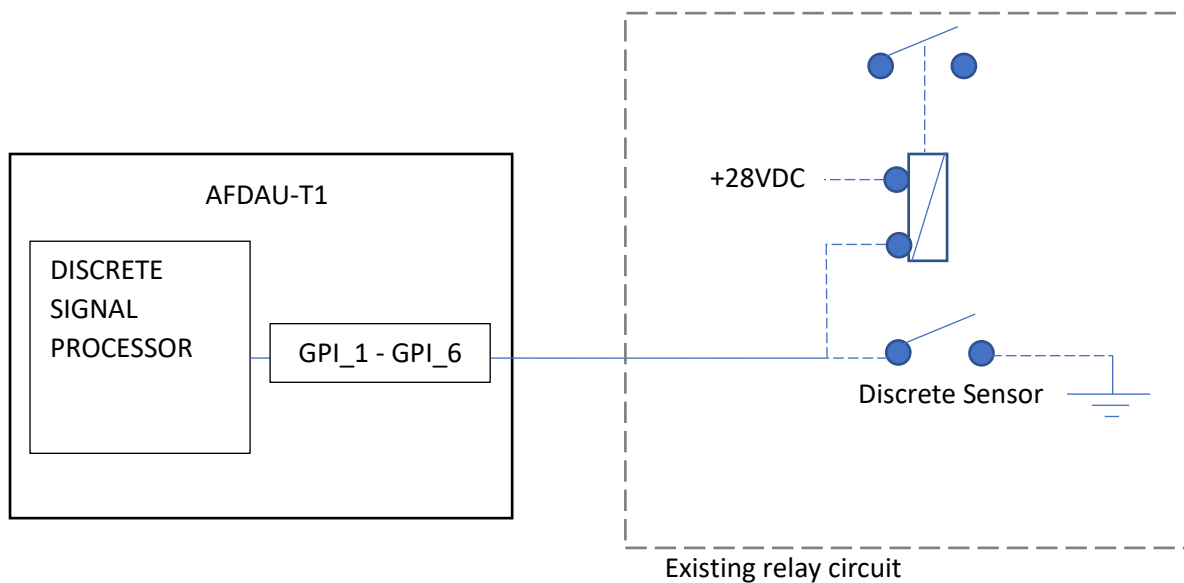 AFDAU-T1
DISCRETE
SIGNAL
PROCESSOR
GPI_1 - GPI_6
+28VDC
Discrete Sensor
Existing relay circuit